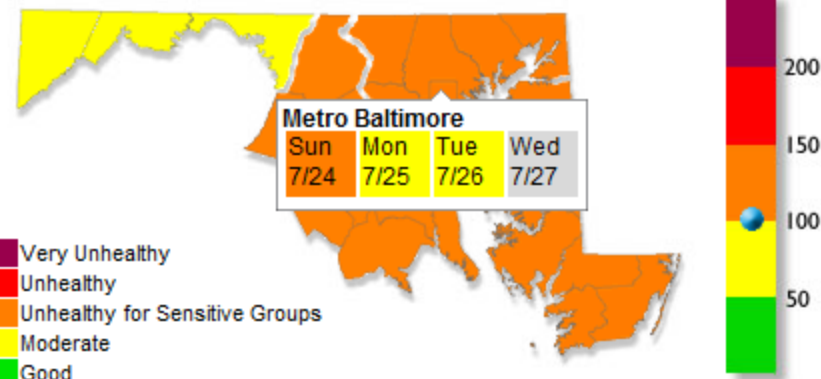 Metro Baltimore
Sun Mon Tue Wed
7/24 7/25 7/26 7/27
Very Unhealthy
Unhealthy
Unhealthy for Sensitive Groups
Moderate
Good
200
150
100
50